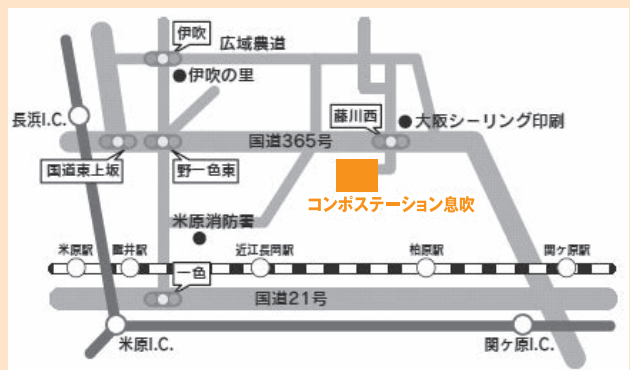 伊吹
広域農道
伊吹の里
長浜I.C.
藤川西
大阪シーリング印刷
国道365号
国道東上坂
野一色東
コンポステーション息吹
米原消防署
米原駅
醒井駅
近江長岡駅
柏原駅
関ヶ原駅
一色
国道21号
米原I.C.
関ヶ原I.C.